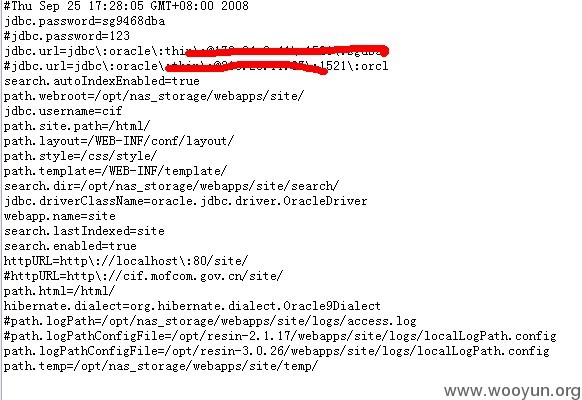 #Thu Sep 25 17:28:05 GMT+08:00 2008
jdbc.password=sg9468dba
#jdbc.password=123
jdbc.url=jdbc\:oracle\:thin
#jdbc.url=jdbc\:oracle\:thin 1521\:orcl
search.autoIndexEnabled=true
path.webroot=/opt/nas_storage/webapps/site/
jdbc.username=cif
path.site.path=/html/
path.layout=/WEB-INF/conf/layout/
path.style=/css/style/
path.template=/WEB-INF/template/
search.dir=/opt/nas_storage/webapps/site/search/
jdbc.driverClassName=oracle.jdbc.driver.OracleDriver
webapp.name=site
search.lastIndexed=site
search.enabled=true
httpURL=http\://localhost\:80/site/
#httpURL=http\://cif.mofcom.gov.cn/site/
path.html=/html/
hibernate.dialect=org.hibernate.dialect.Oracle9Dialect
#path.logPath=/opt/nas_storage/webapps/site/logs/access.log
#path.logPathConfigFile=/opt/resin-2.1.17/webapps/site/logs/localLogPath.config
path.logPathConfigFile=/opt/resin-3.0.26/webapps/site/logs/localLogPath.config
path.temp=/opt/nas_storage/webapps/site/temp/
www.wooyun.org